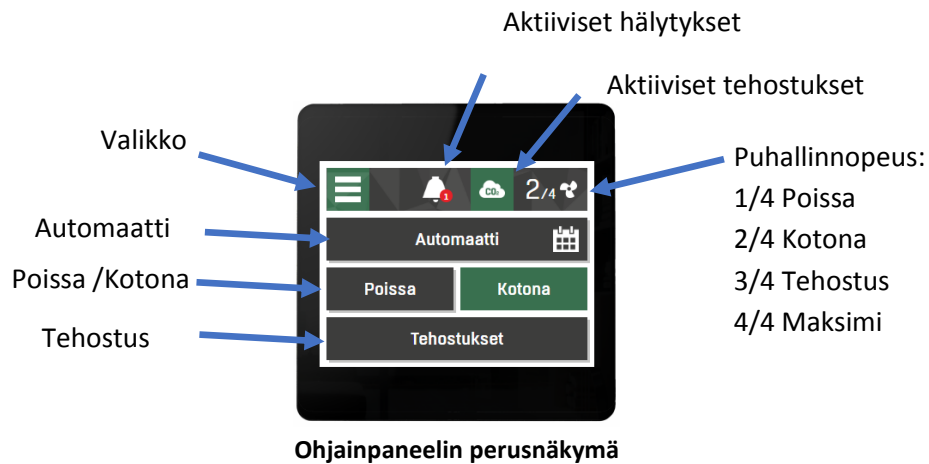 Aktiiviset hälytykset
Aktiiviset tehostukset
Valikko
Puhallinnopeus:
1/4 Poissa
2/4 Kotona
3/4 Tehostus
4/4 Maksimi
Automaatti
Poissa /Kotona
Tehostus
1
CO₂
2/4
Automaatti
Poissa
Kotona
Tehostukset
Ohjainpaneelin perusnäkymä